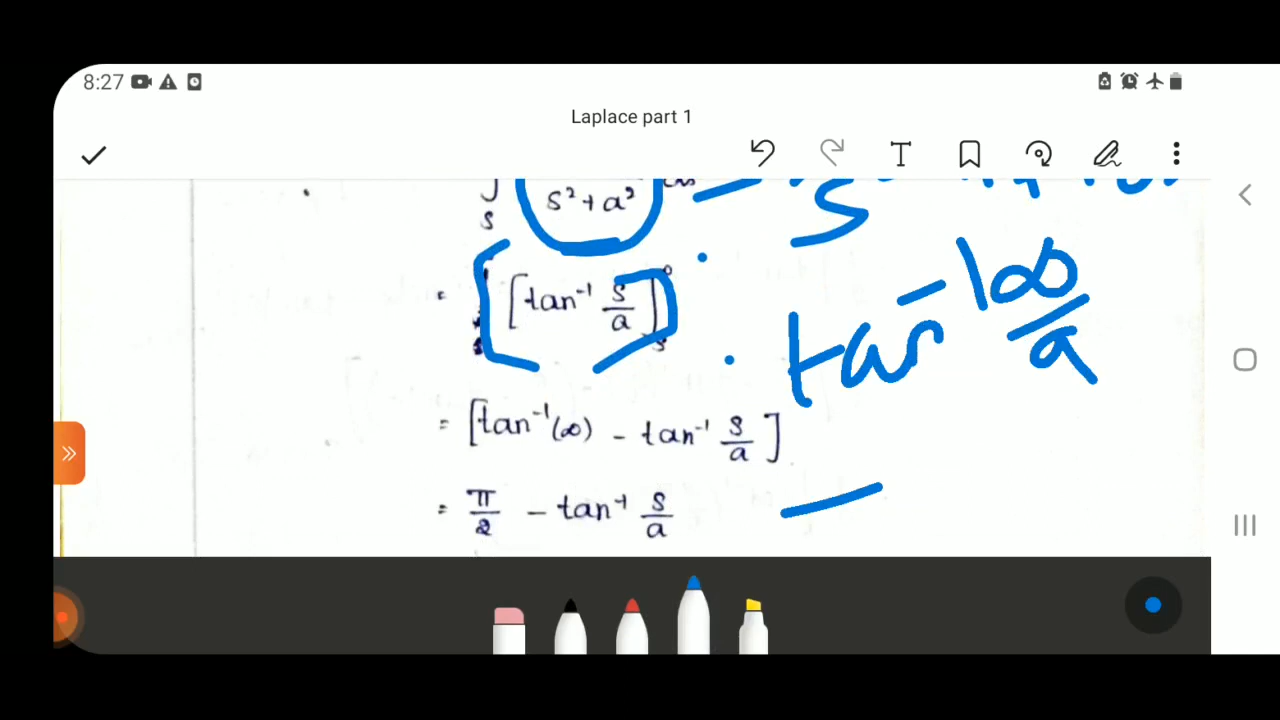 8:27
Laplace part 1
T
∫
s
s² + a²
= [tan⁻¹ s/a]
s
tan⁻¹ ∞/a
= [tan⁻¹(∞) - tan⁻¹ s/a]
= π/2 - tan⁻¹ s/a